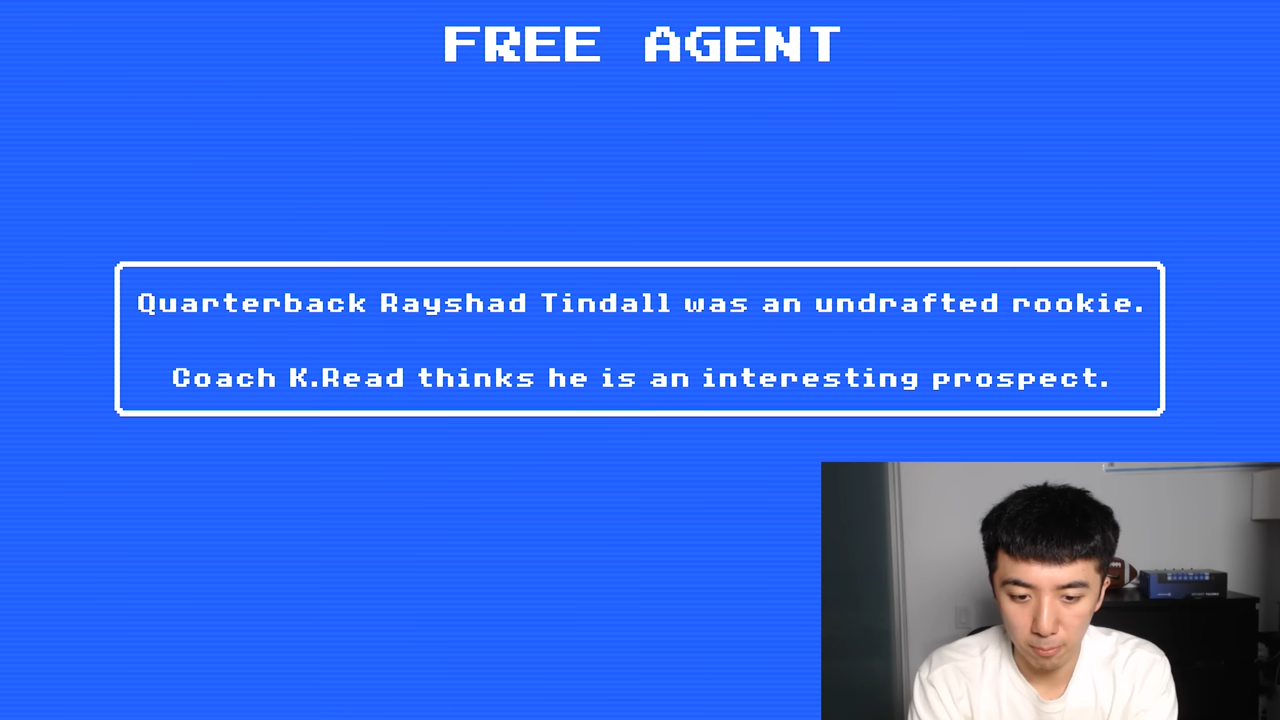 FREE AGENT
Quarterback Rayshad Tindall was an undrafted rookie.
Coach K.Read thinks he is an interesting prospect.